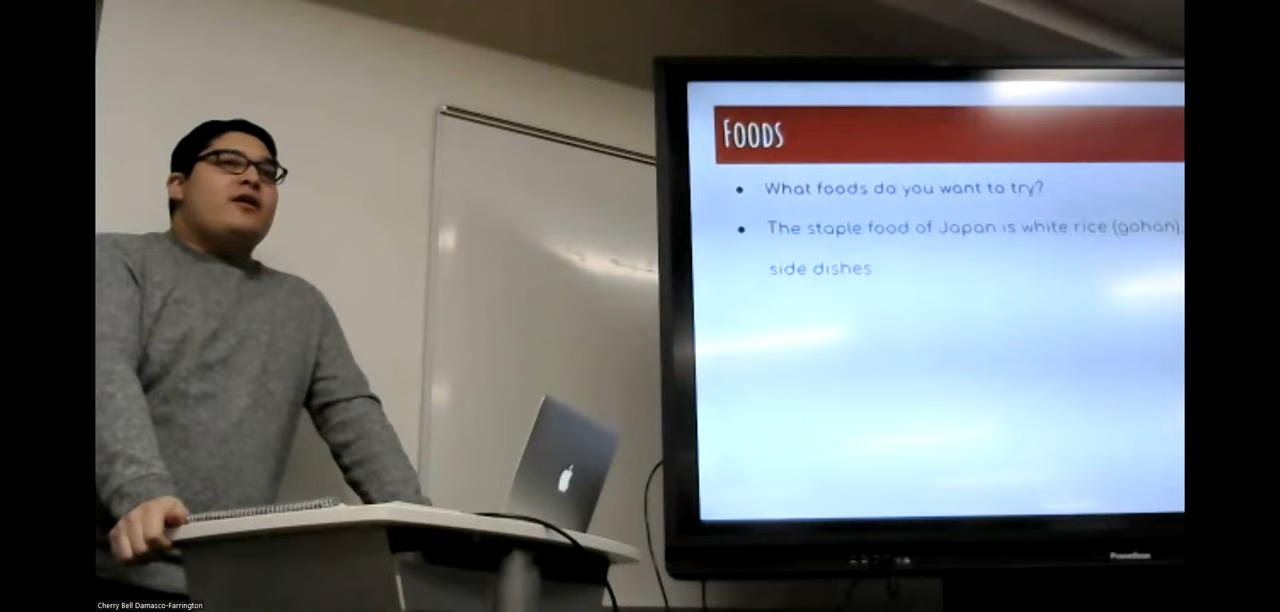 Foods
What foods do you want to try?
The staple food of Japan is white rice (gohan),
side dishes
Promethean
Cherry Bell Damasco-Farrington